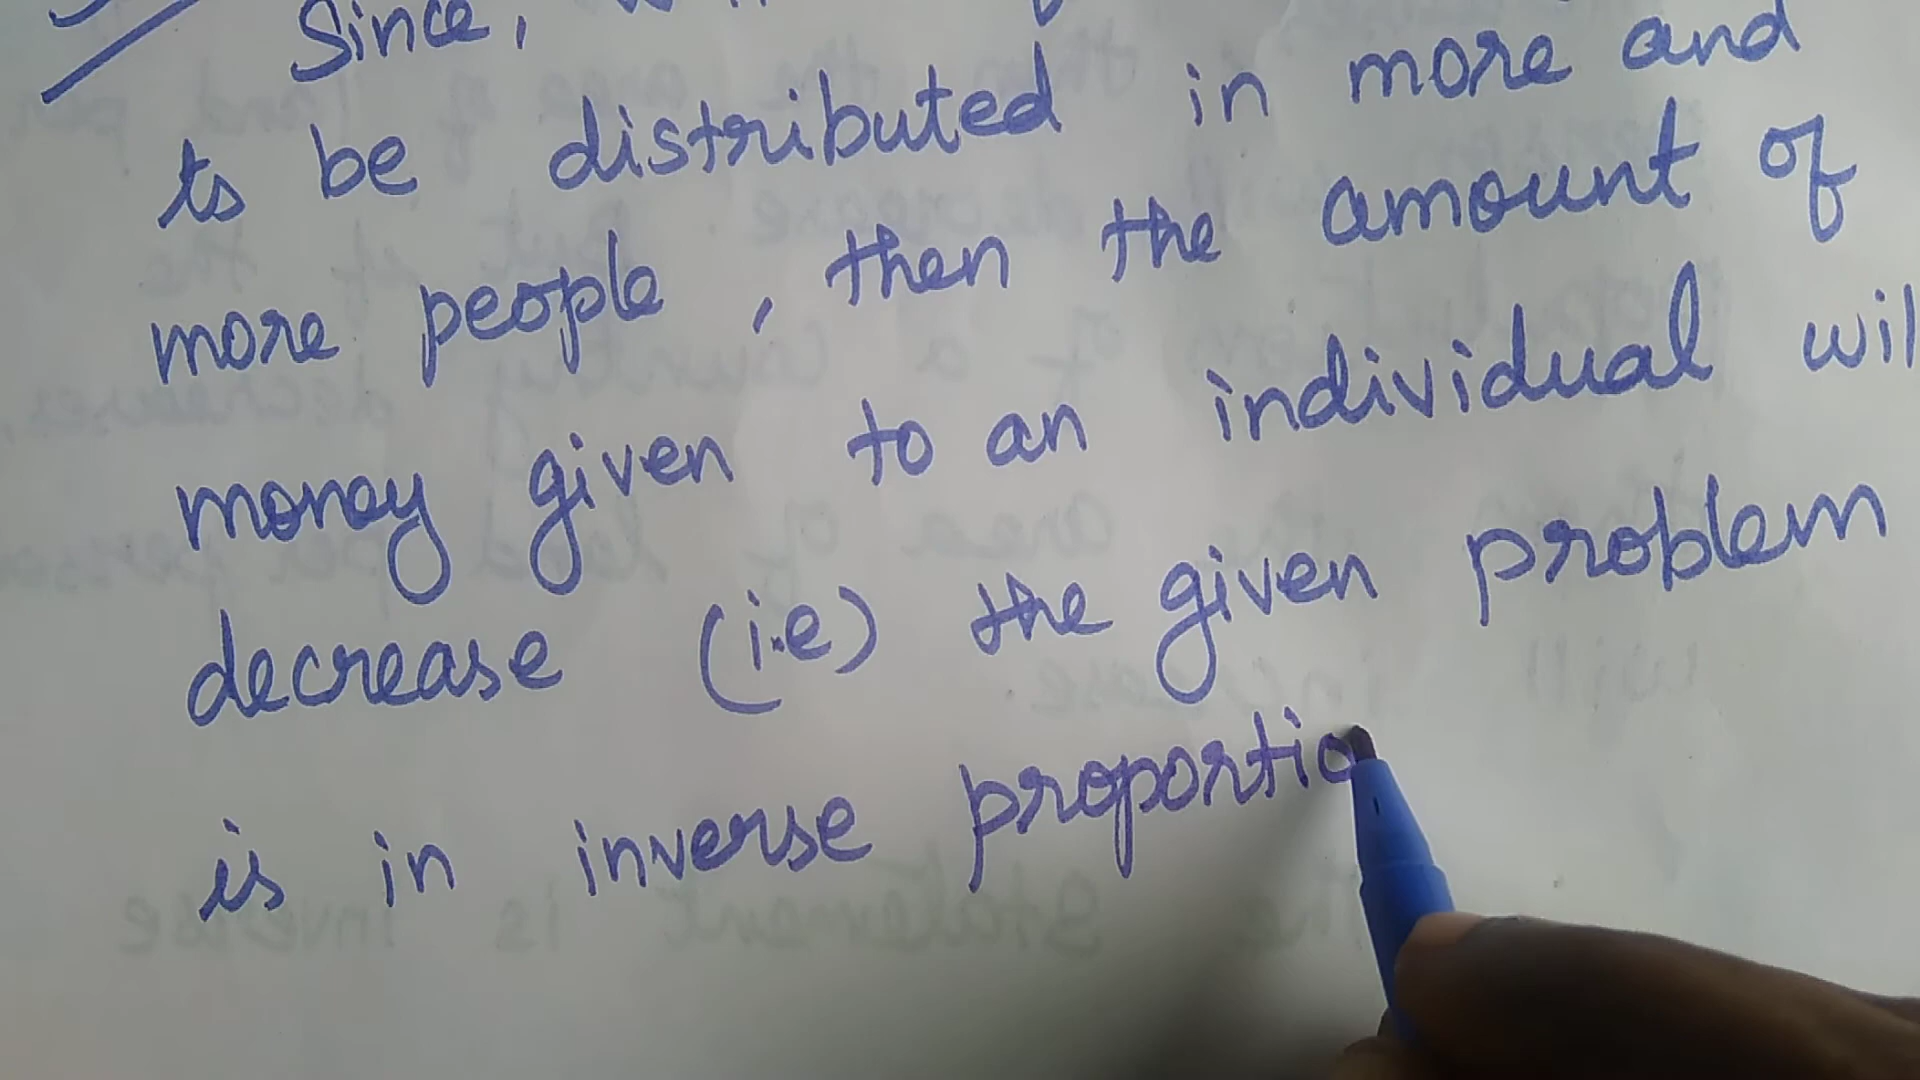 Since,
to be distributed in more and
more people, then the amount of
money given to an individual wil
decrease (i.e) the given problem
is in inverse proportio